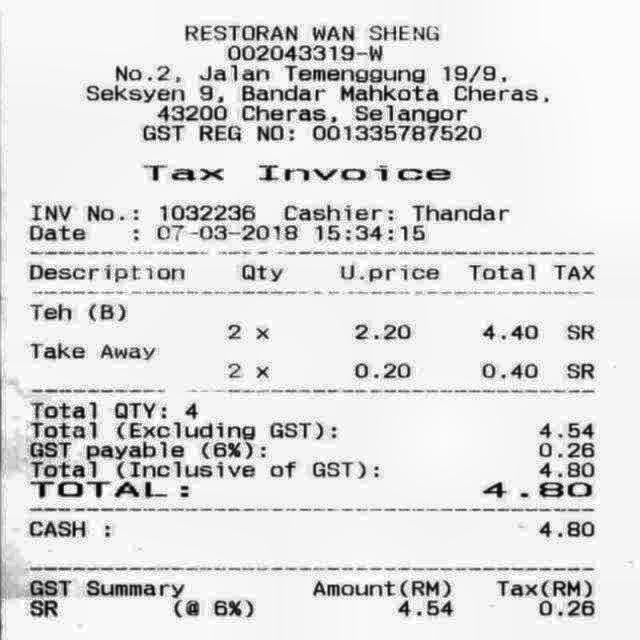 RESTORAN WAN SHENG
002043319-W
No.2, Jalan Temenggung 19/9,
Seksyen 9, Bandar Mahkota Cheras,
43200 Cheras, Selangor
GST REG NO: 001335787520
Tax Invoice
INV No.: 1032236 Cashier: Thandar
Date : 07-03-2018 15:34:15
Description Qty U.price Total TAX
Teh (B)
2 x 2.20 4.40 SR
Take Away
2 x 0.20 0.40 SR
Total QTY: 4
Total (Excluding GST): 4.54
GST payable (6%): 0.26
Total (Inclusive of GST): 4.80
TOTAL: 4.80
CASH : 4.80
GST Summary Amount(RM) Tax(RM)
SR (@ 6%) 4.54 0.26